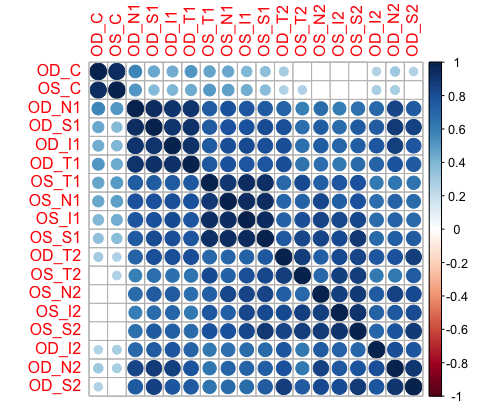 OD_C
OS_C
OD_N1
OD_S1
OD_I1
OD_T1
OS_T1
OS_N1
OS_I1
OS_S1
OD_T2
OS_T2
OS_N2
OS_I2
OS_S2
OD_I2
OD_N2
OD_S2
OD_C
OS_C
OD_N1
OD_S1
OD_I1
OD_T1
OS_T1
OS_N1
OS_I1
OS_S1
OD_T2
OS_T2
OS_N2
OS_I2
OS_S2
OD_I2
OD_N2
OD_S2
1
0.8
0.6
0.4
0.2
0
-0.2
-0.4
-0.6
-0.8
-1